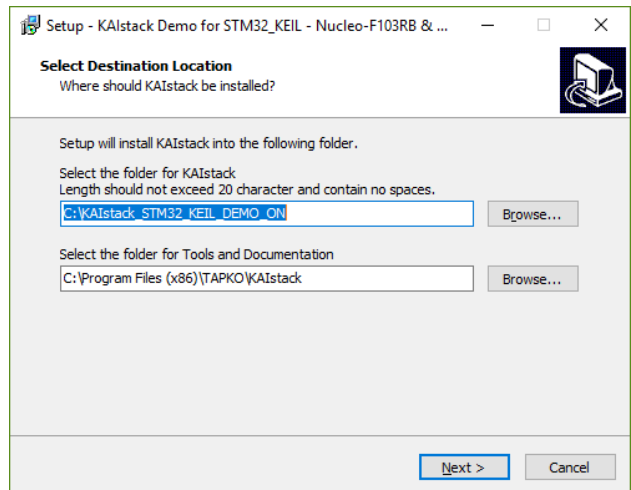 Setup - KAIstack Demo for STM32_KEIL - Nucleo-F103RB & ...
Select Destination Location
Where should KAIstack be installed?
Setup will install KAIstack into the following folder.
Select the folder for KAIstack
Length should not exceed 20 character and contain no spaces.
C:\KAIstack_STM32_KEIL_DEMO_ON
Browse...
Select the folder for Tools and Documentation
C:\Program Files (x86)\TAPKO\KAIstack
Browse...
Next >
Cancel